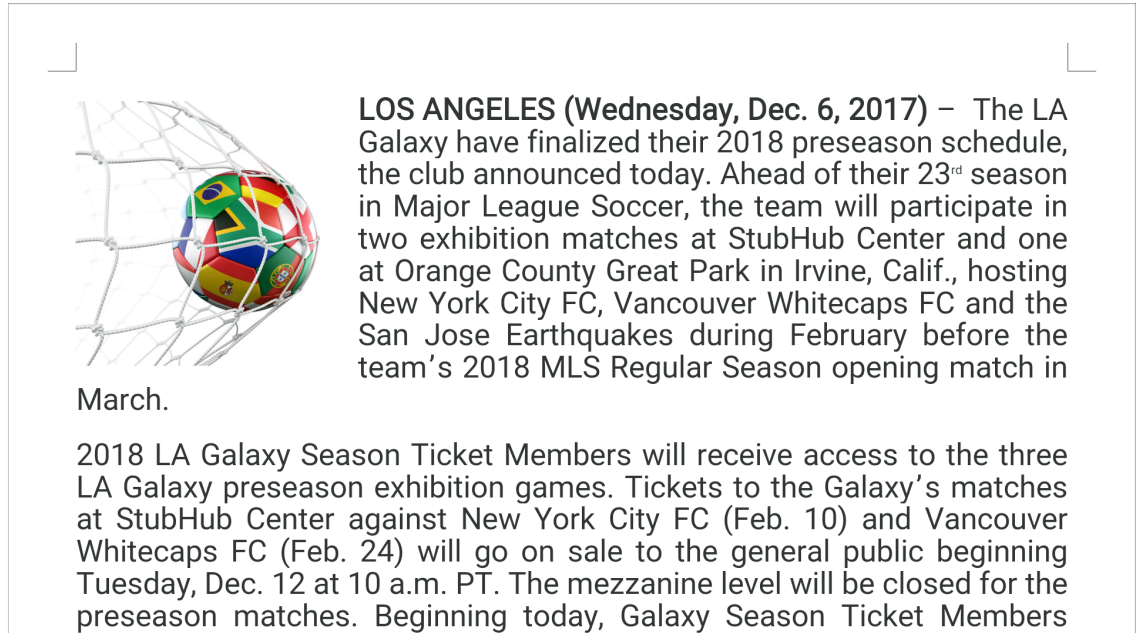 LOS ANGELES (Wednesday, Dec. 6, 2017) – The LA
Galaxy have finalized their 2018 preseason schedule,
the club announced today. Ahead of their 23rd season
in Major League Soccer, the team will participate in
two exhibition matches at StubHub Center and one
at Orange County Great Park in Irvine, Calif., hosting
New York City FC, Vancouver Whitecaps FC and the
San Jose Earthquakes during February before the
team’s 2018 MLS Regular Season opening match in
March.
2018 LA Galaxy Season Ticket Members will receive access to the three
LA Galaxy preseason exhibition games. Tickets to the Galaxy’s matches
at StubHub Center against New York City FC (Feb. 10) and Vancouver
Whitecaps FC (Feb. 24) will go on sale to the general public beginning
Tuesday, Dec. 12 at 10 a.m. PT. The mezzanine level will be closed for the
preseason matches. Beginning today, Galaxy Season Ticket Members